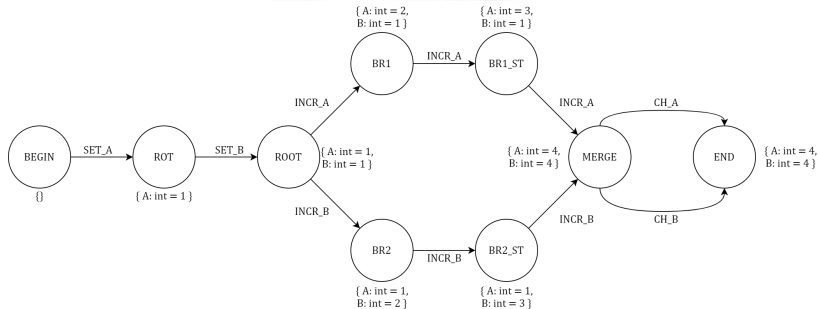 { A: int = 2,
B: int = 1 }
{ A: int = 3,
B: int = 1 }
BR1
INCR_A
BR1_ST
INCR_A
INCR_A
CH_A
BEGIN
SET_A
ROT
SET_B
ROOT
{ A: int = 1,
B: int = 1 }
{ A: int = 4,
B: int = 4 }
MERGE
END
{ A: int = 4,
B: int = 4 }
{}
{ A: int = 1 }
INCR_B
INCR_B
CH_B
BR2
INCR_B
BR2_ST
{ A: int = 1,
B: int = 2 }
{ A: int = 1,
B: int = 3 }